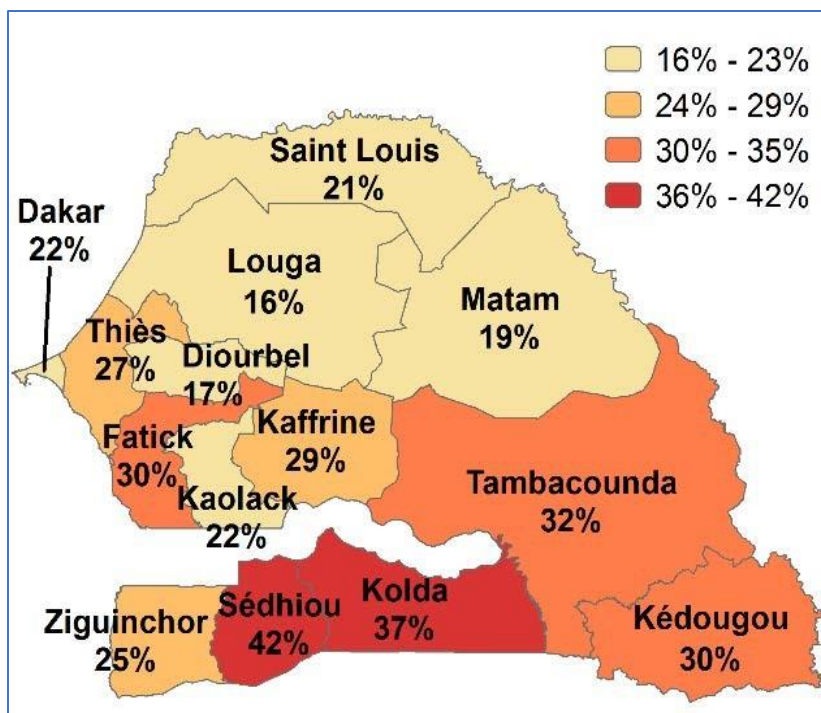 16% - 23%
24% - 29%
30% - 35%
36% - 42%
Saint Louis
21%
Dakar
22%
Louga
16%
Matam
19%
Thiès
27%
Diourbel
17%
Fatick
30%
Kaffrine
29%
Kaolack
22%
Tambacounda
32%
Ziguinchor
25%
Sédhiou
42%
Kolda
37%
Kédougou
30%